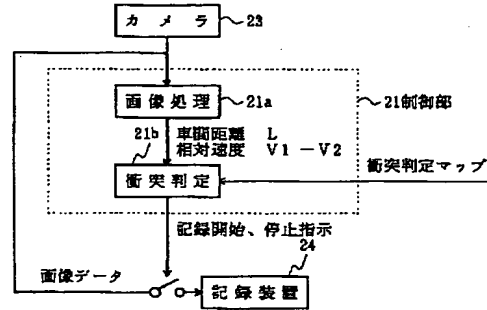 カメラ 23
画像処理 21a
21制御部
21b 車間距離 L
相対速度 V1-V2
衝突判定
衝突判定マップ
記録開始、停止指示
24
画像データ
記録装置